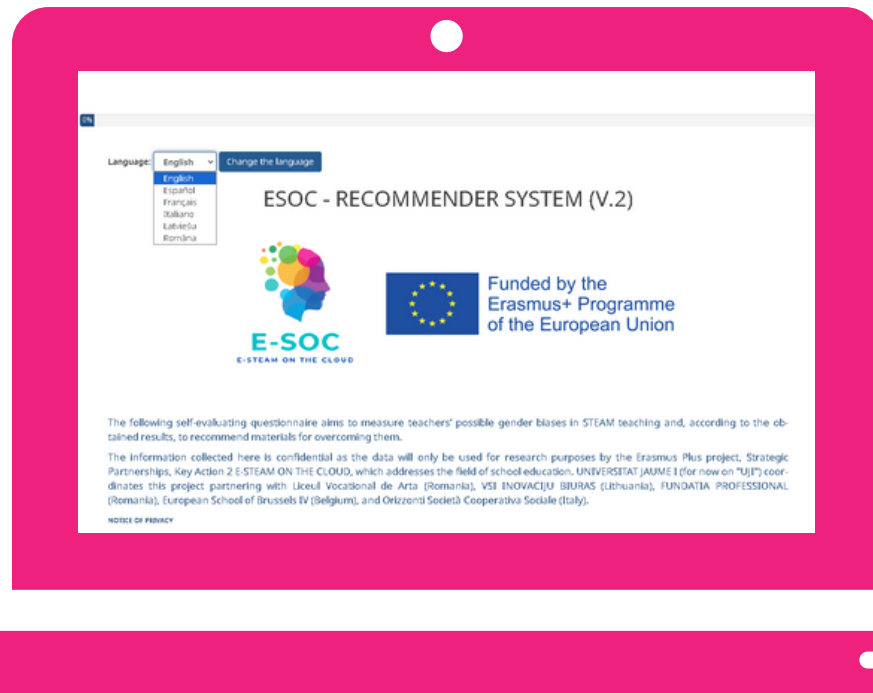 0%
Language: English Change the language
English
Español
Français
Italiano
Latviešu
Româna
ESOC - RECOMMENDER SYSTEM (V.2)
Funded by the
Erasmus+ Programme
of the European Union
E-SOC
E-STEAM ON THE CLOUD
The following self-evaluating questionnaire aims to measure teachers' possible gender biases in STEAM teaching and, according to the ob-
tained results, to recommend materials for overcoming them.
The information collected here is confidential as the data will only be used for research purposes by the Erasmus Plus project, Strategic
Partnerships, Key Action 2 E-STEAM ON THE CLOUD, which addresses the field of school education. UNIVERSITAT JAUME I (for now on "UJI") coor-
dinates this project partnering with Liceul Vocational de Arta (Romania), VSI INOVACIJU BIURAS (Lithuania), FUNDATIA PROFESSIONAL
(Romania), European School of Brussels IV (Belgium), and Orizzonti Società Cooperativa Sociale (Italy).
NOTICE OF PRIVACY